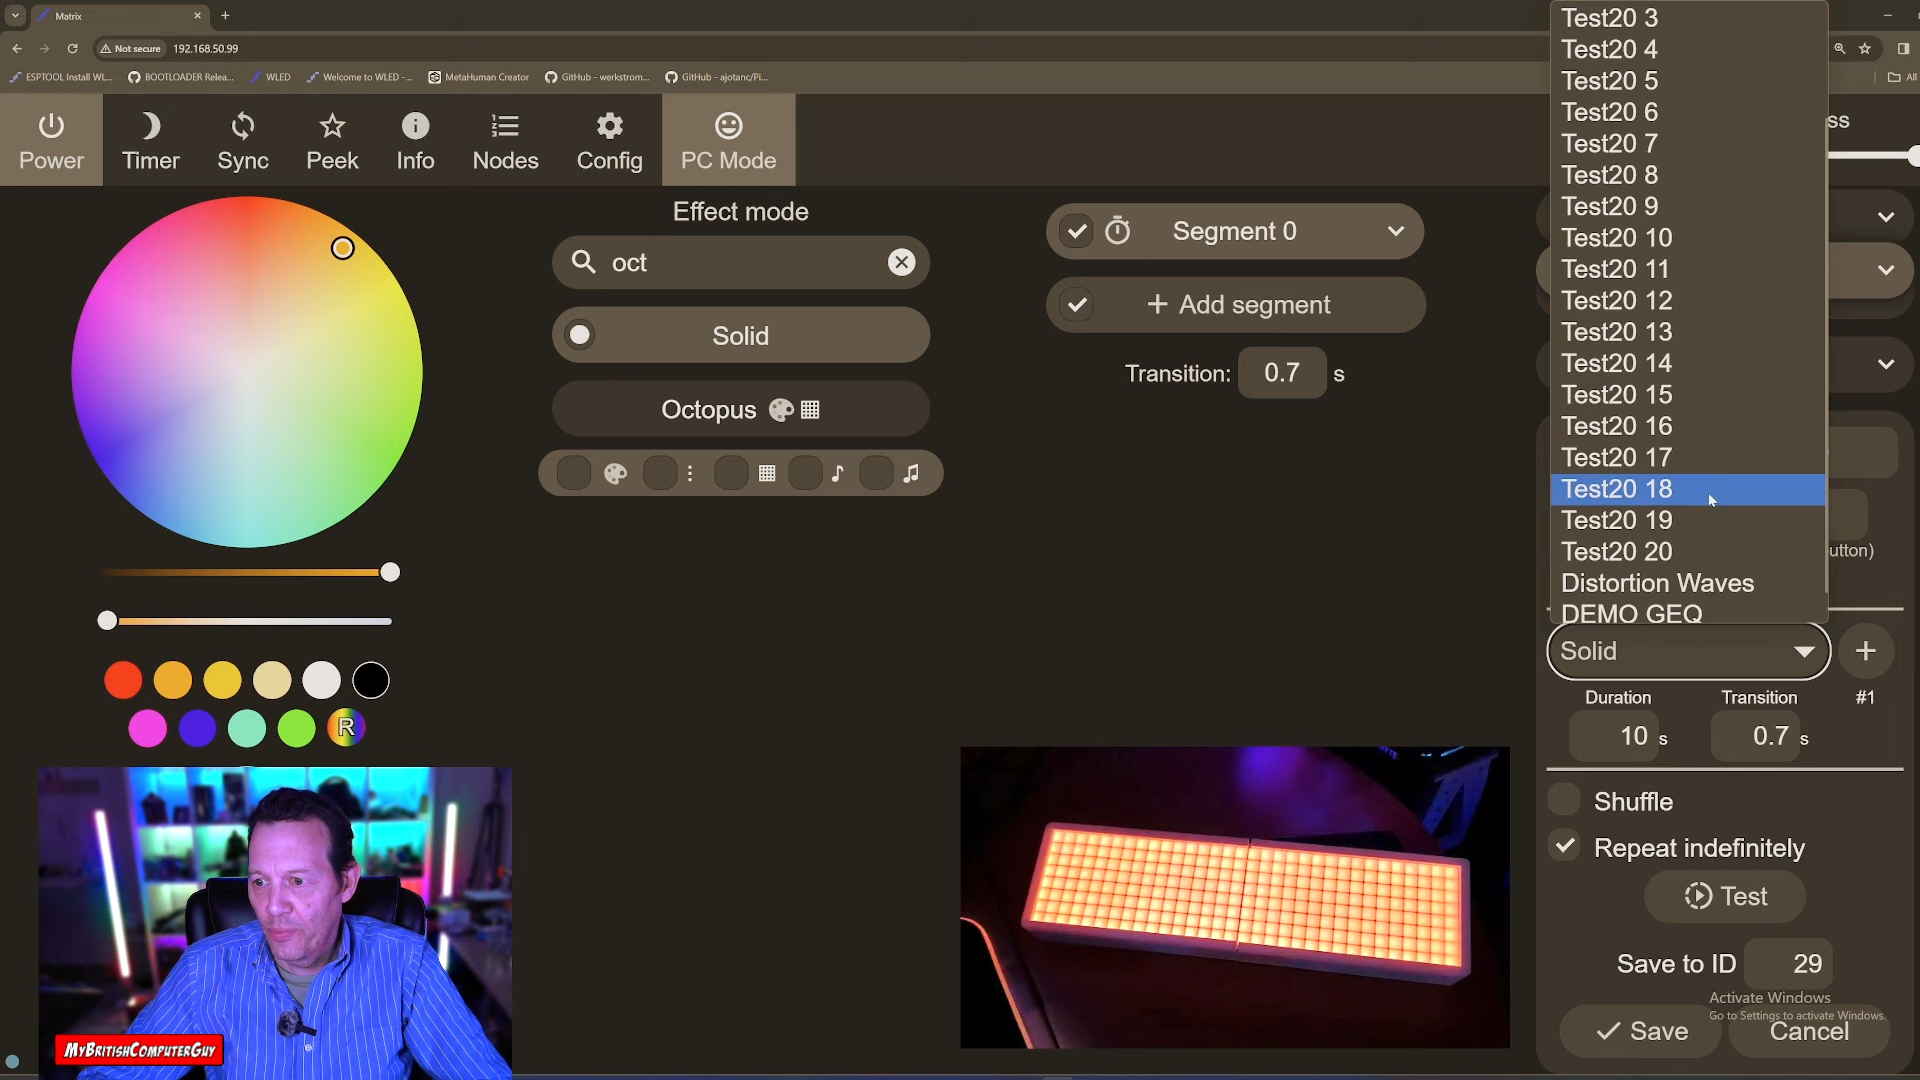 Matrix
Not secure
192.168.50.99
ESPTOOL Install WL...
BOOTLOADER Relea...
WLED
Welcome to WLED -...
MetaHuman Creator
GitHub - werkstrom...
GitHub - ajotanc/Pi...
All
Power
Timer
Sync
Peek
Info
Nodes
Config
PC Mode
ss
Effect mode
oct
Solid
Octopus
Segment 0
+ Add segment
Transition: 0.7 s
R
Test20 3
Test20 4
Test20 5
Test20 6
Test20 7
Test20 8
Test20 9
Test20 10
Test20 11
Test20 12
Test20 13
Test20 14
Test20 15
Test20 16
Test20 17
Test20 18
Test20 19
Test20 20
Distortion Waves
DEMO GEQ
utton)
Solid
+
Duration
Transition
#1
10 s
0.7 s
Shuffle
Repeat indefinitely
Test
Save to ID 29
Activate Windows
Go to Settings to activate Windows.
Save
Cancel
MyBritishComputerGuy